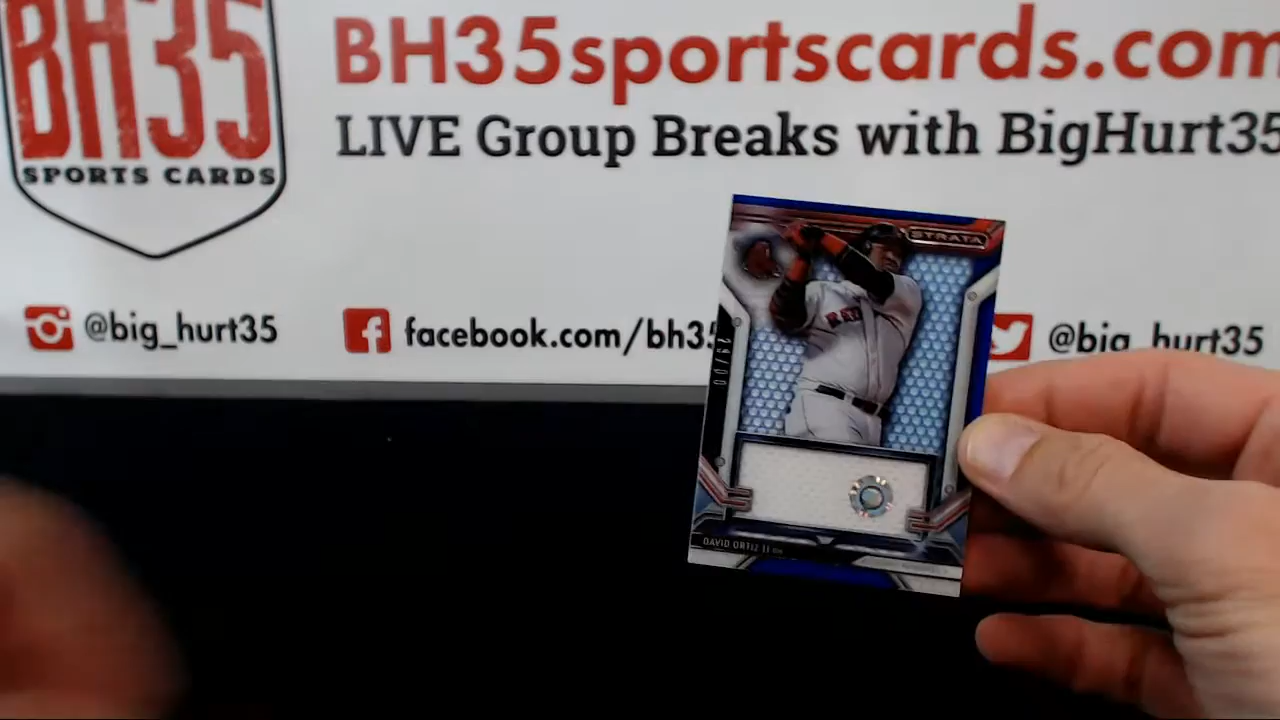 BH35
SPORTS CARDS
BH35sportscards.com
LIVE Group Breaks with BigHurt35
@big_hurt35
facebook.com/bh35
@big_hurt35
STRATA
DAVID ORTIZ